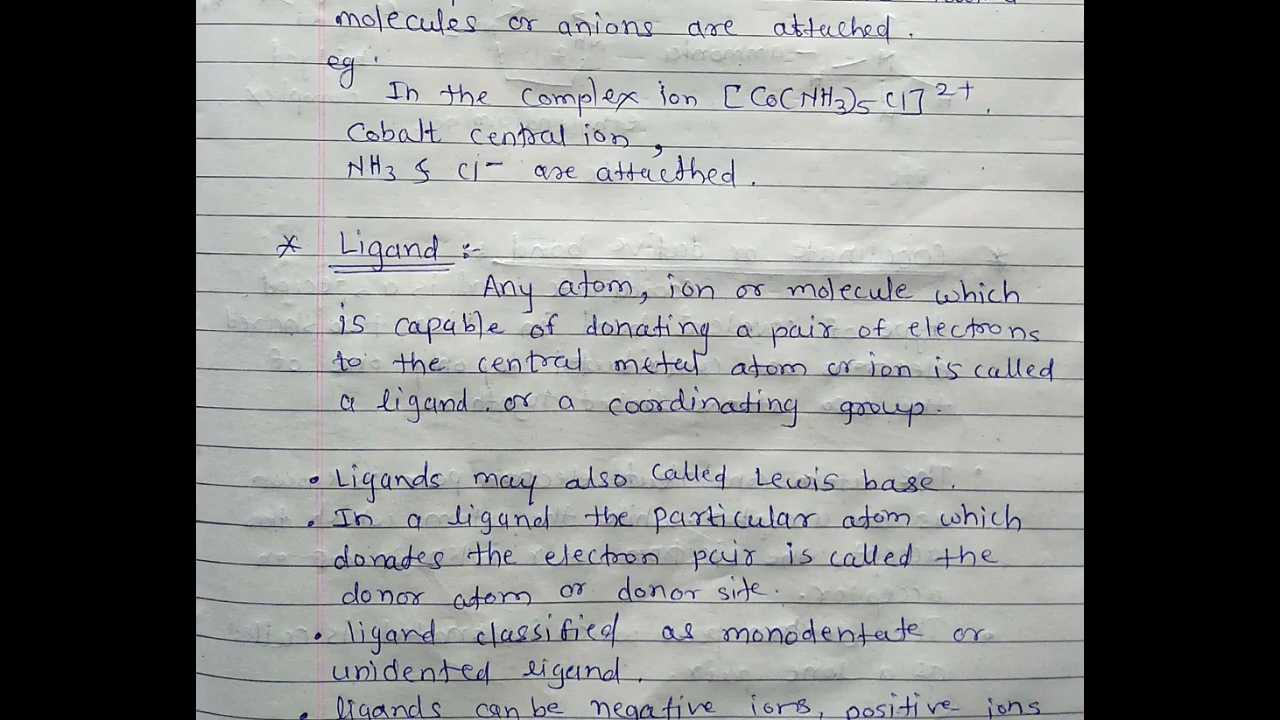 molecules or anions are attached.
eg.
In the complex ion [Co(NH3)5 Cl]2+.
Cobalt central ion,
NH3 & Cl- are attacthed.
* Ligand :-
Any atom, ion or molecule which
is capable of donating a pair of electrons
to the central metal atom or ion is called
a ligand. or a coordinating group.
• Ligands may also called Lewis base.
• In a ligand the particular atom which
donates the electron pair is called the
donor atom or donor site.
• ligand classified as monodentate or
unidented ligand.
• ligands can be negative ions, positive ions